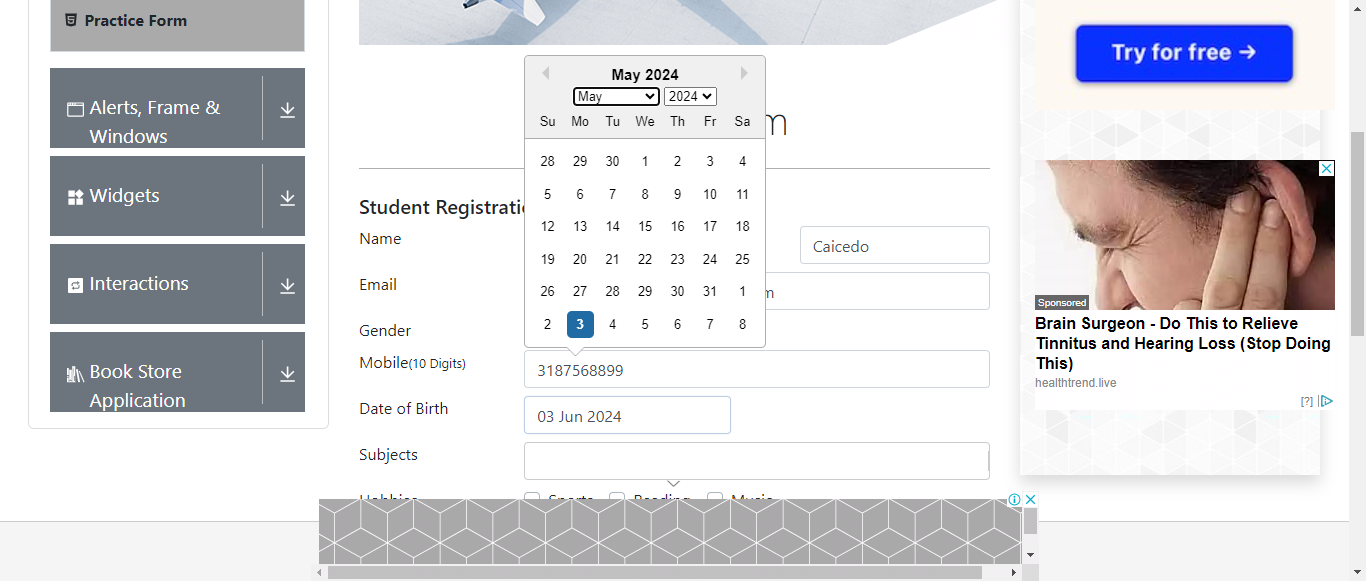 Practice Form
Alerts, Frame &
Windows
Widgets
Interactions
Book Store
Application
May 2024
May 2024
Su Mo Tu We Th Fr Sa
28 29 30 1 2 3 4
5 6 7 8 9 10 11
12 13 14 15 16 17 18
19 20 21 22 23 24 25
26 27 28 29 30 31 1
2 3 4 5 6 7 8
m
Student Registrati
Name
Caicedo
Email
m
Gender
Mobile(10 Digits)
3187568899
Date of Birth
03 Jun 2024
Subjects
Hobbies
Sports Reading Music
Try for free →
Sponsored
Brain Surgeon - Do This to Relieve
Tinnitus and Hearing Loss (Stop Doing
This)
healthtrend.live
[?]